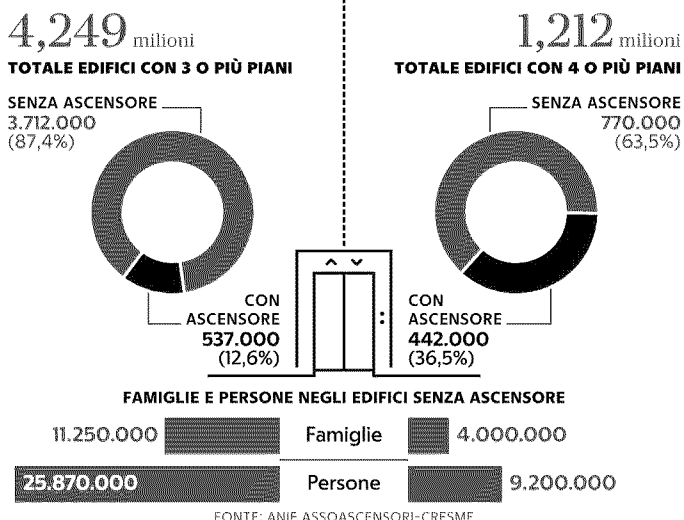 4,249 milioni
TOTALE EDIFICI CON 3 O PIÙ PIANI
SENZA ASCENSORE
3.712.000
(87,4%)
CON
ASCENSORE
537.000
(12,6%)
1,212 milioni
TOTALE EDIFICI CON 4 O PIÙ PIANI
SENZA ASCENSORE
770.000
(63,5%)
CON
ASCENSORE
442.000
(36,5%)
FAMIGLIE E PERSONE NEGLI EDIFICI SENZA ASCENSORE
11.250.000 Famiglie 4.000.000
25.870.000 Persone 9.200.000
FONTE: ANIE ASSOASCENSORI-CRESME